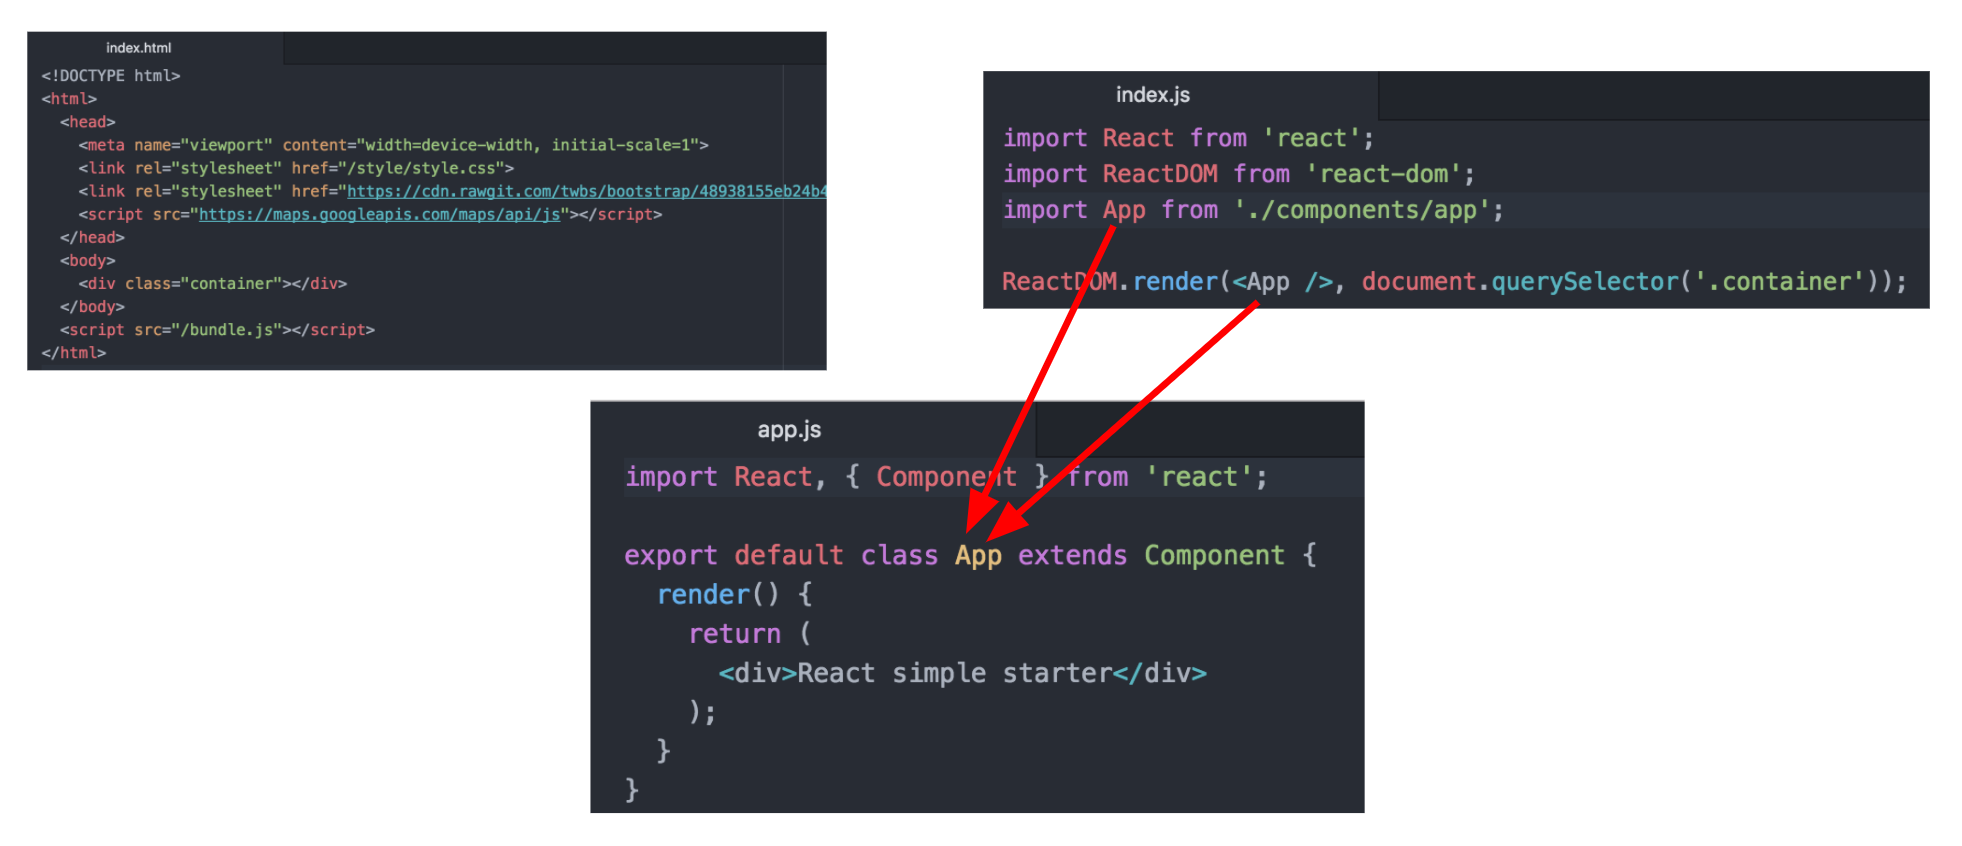 index.html
<!DOCTYPE html>
<html>
<head>
<meta name="viewport" content="width=device-width, initial-scale=1">
<link rel="stylesheet" href="/style/style.css">
<link rel="stylesheet" href="https://cdn.rawgit.com/twbs/bootstrap/48938155eb24b4
<script src="https://maps.googleapis.com/maps/api/js"></script>
</head>
<body>
<div class="container"></div>
</body>
<script src="/bundle.js"></script>
</html>
index.js
import React from 'react';
import ReactDOM from 'react-dom';
import App from './components/app';
ReactDOM.render(<App />, document.querySelector('.container'));
app.js
import React, { Component } from 'react';
export default class App extends Component {
render() {
return (
<div>React simple starter</div>
);
}
}